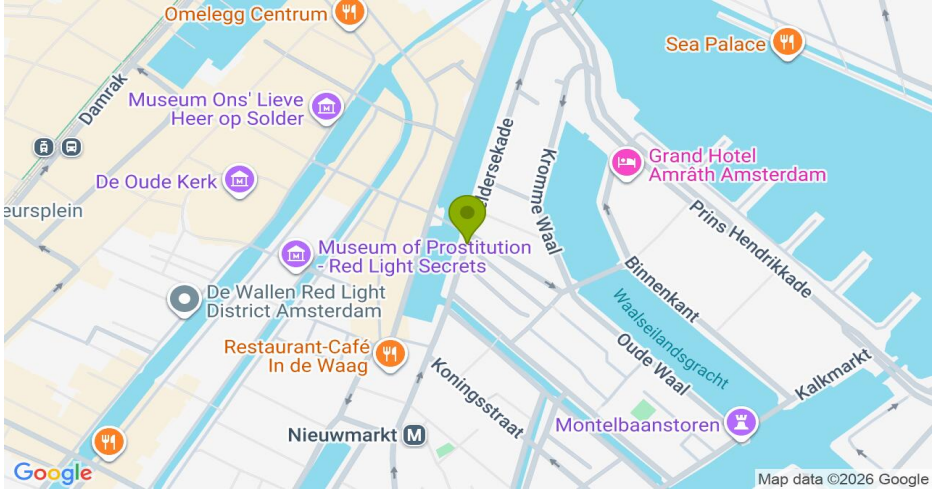 Omelegg Centrum
Sea Palace
Damrak
Museum Ons' Lieve
Heer op Solder
Grand Hotel
Amrâth Amsterdam
De Oude Kerk
eldersekade
Kromme Waal
eursplein
Prins Hendrikkade
Museum of Prostitution
- Red Light Secrets
De Wallen Red Light
District Amsterdam
Binnenkant
Waalseilandsgracht
Restaurant-Café
In de Waag
Oude Waal
Kalkmarkt
Koningsstraat
Montelbaanstoren
Nieuwmarkt M
Google
Map data ©2026 Google